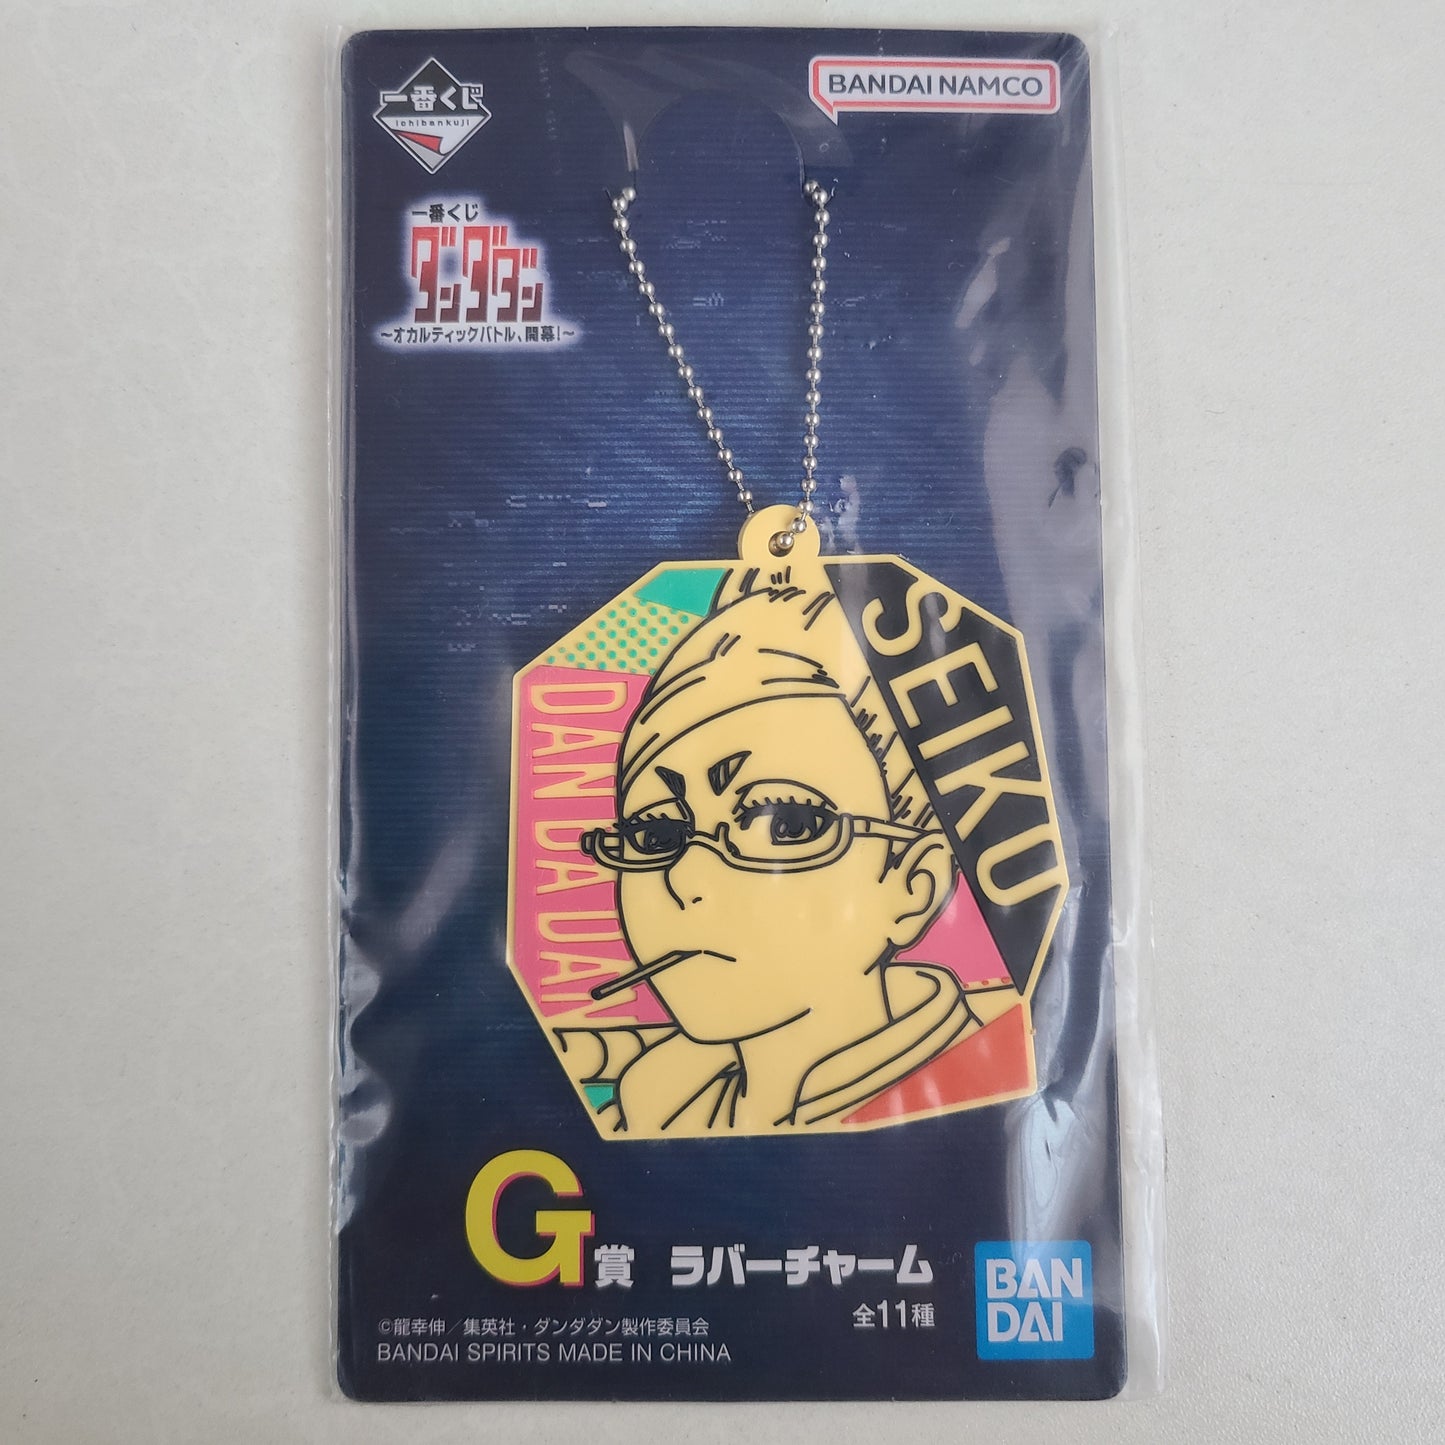 一番くじ
ichibankuji
BANDAI NAMCO
一番くじ
ダンダダン
～オカルティックバトル、開幕!～
SEIKO
DAN DA DAN
G賞 ラバーチャーム
全11種
©龍幸伸／集英社・ダンダダン製作委員会
BANDAI SPIRITS MADE IN CHINA
BAN
DAI